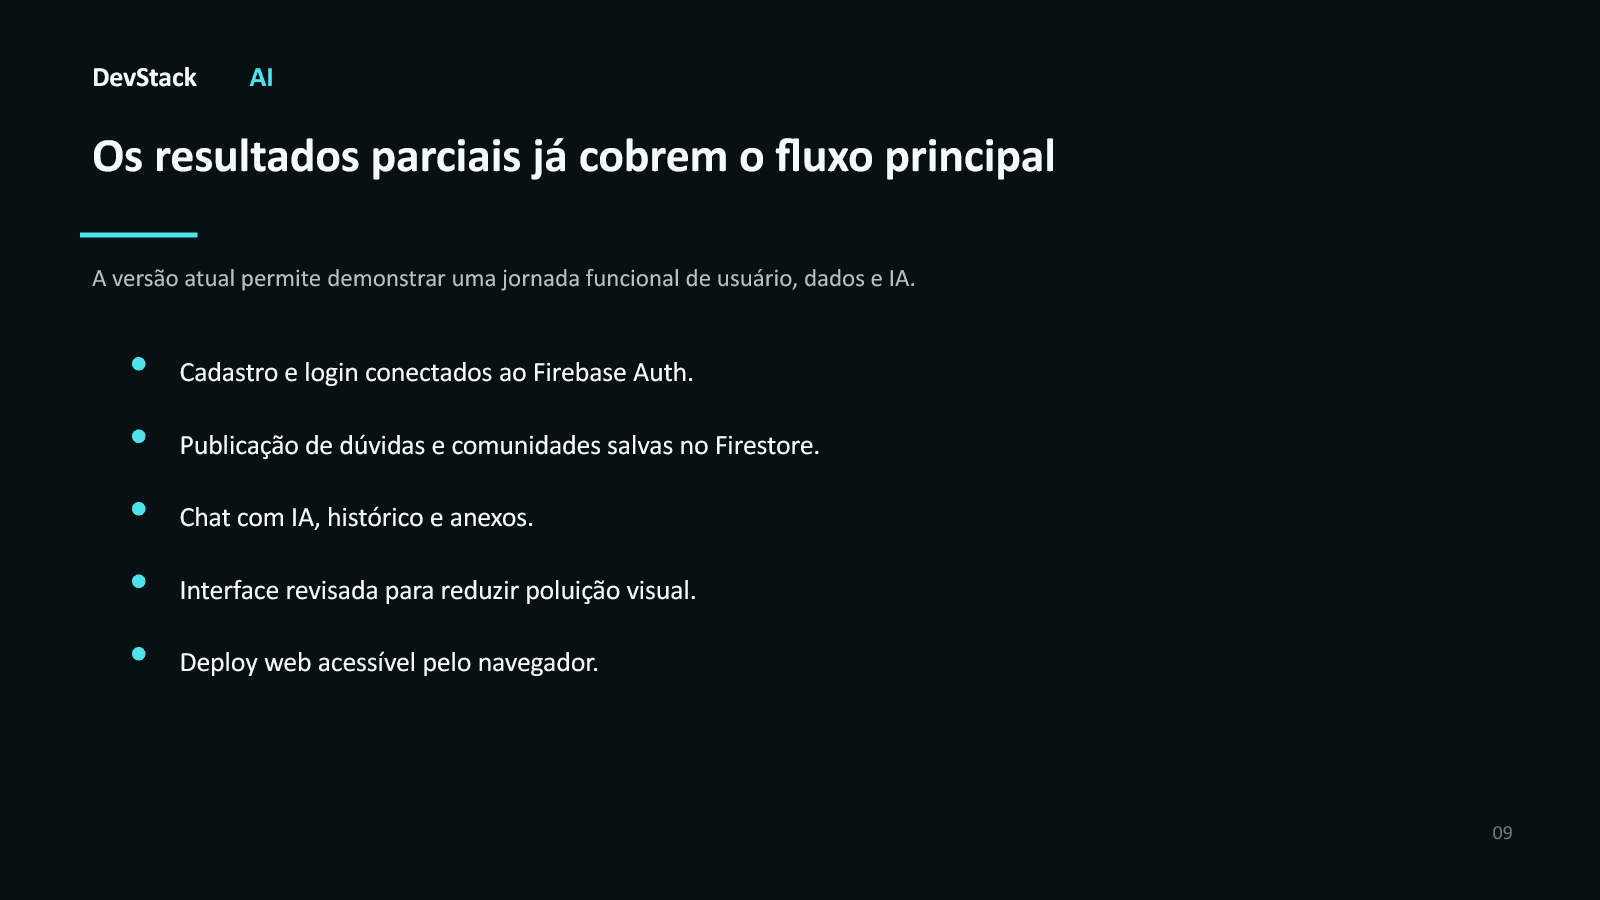 DevStack AI
Os resultados parciais já cobrem o fluxo principal
A versão atual permite demonstrar uma jornada funcional de usuário, dados e IA.
Cadastro e login conectados ao Firebase Auth.
Publicação de dúvidas e comunidades salvas no Firestore.
Chat com IA, histórico e anexos.
Interface revisada para reduzir poluição visual.
Deploy web acessível pelo navegador.
09